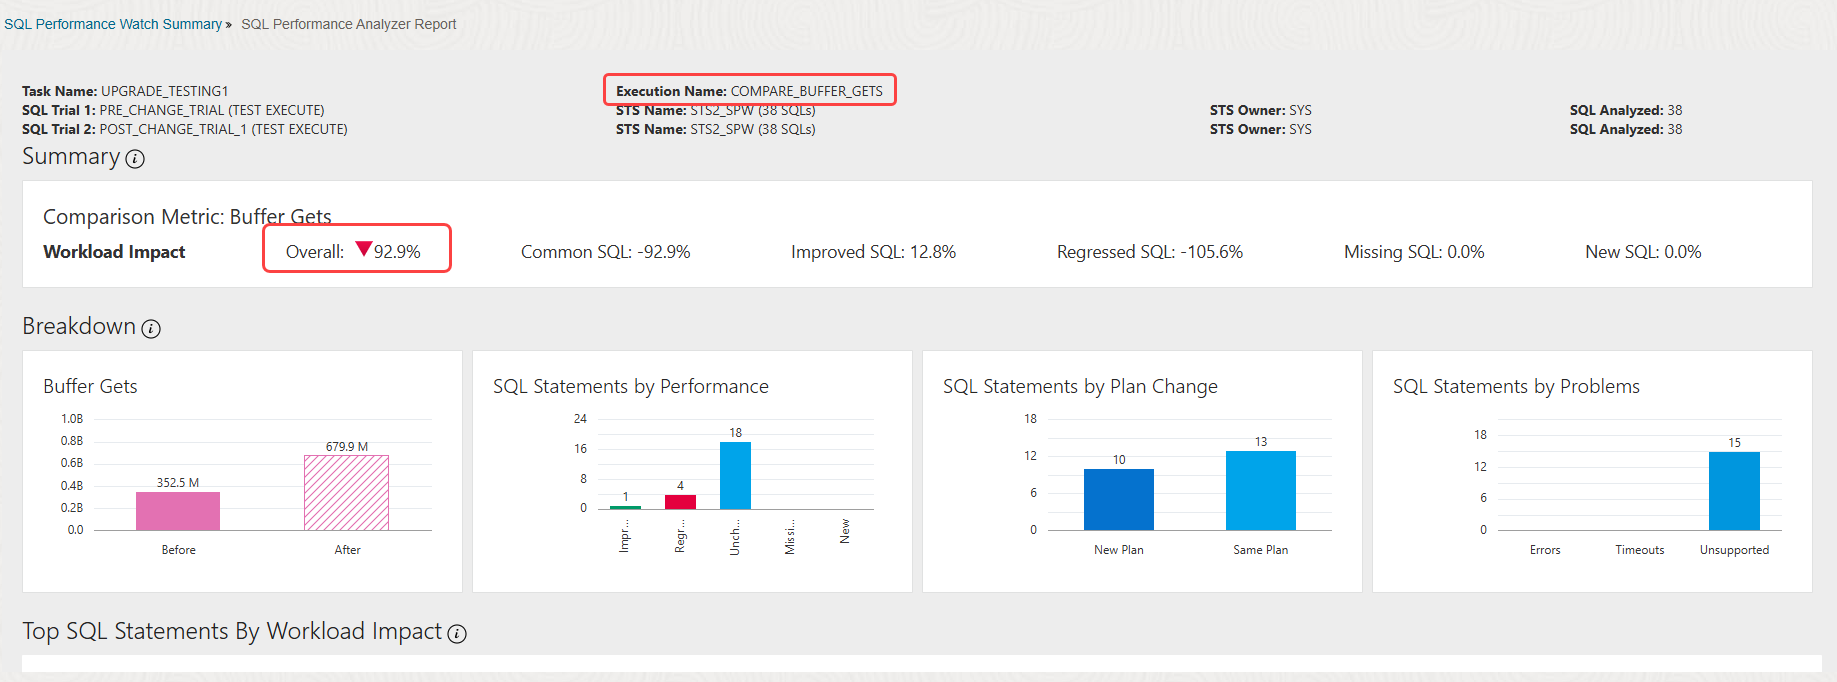 SQL Performance Watch Summary » SQL Performance Analyzer Report
Task Name: UPGRADE_TESTING1
Execution Name: COMPARE_BUFFER_GETS
SQL Trial 1: PRE_CHANGE_TRIAL (TEST EXECUTE)
STS Name: STS2_SPW (38 SQLs)
STS Owner: SYS
SQL Analyzed: 38
SQL Trial 2: POST_CHANGE_TRIAL_1 (TEST EXECUTE)
STS Name: STS2_SPW (38 SQLs)
STS Owner: SYS
SQL Analyzed: 38
Summary i
Comparison Metric: Buffer Gets
Workload Impact
Overall: ▼92.9%
Common SQL: -92.9%
Improved SQL: 12.8%
Regressed SQL: -105.6%
Missing SQL: 0.0%
New SQL: 0.0%
Breakdown i
Buffer Gets
1.0B
0.8B
0.6B
0.4B
0.2B
0.0
352.5 M
679.9 M
Before
After
SQL Statements by Performance
24
16
8
0
1
4
18
Impr...
Regr...
Unch...
Missi...
New
SQL Statements by Plan Change
18
12
6
0
10
13
New Plan
Same Plan
SQL Statements by Problems
18
12
6
0
15
Errors
Timeouts
Unsupported
Top SQL Statements By Workload Impact i